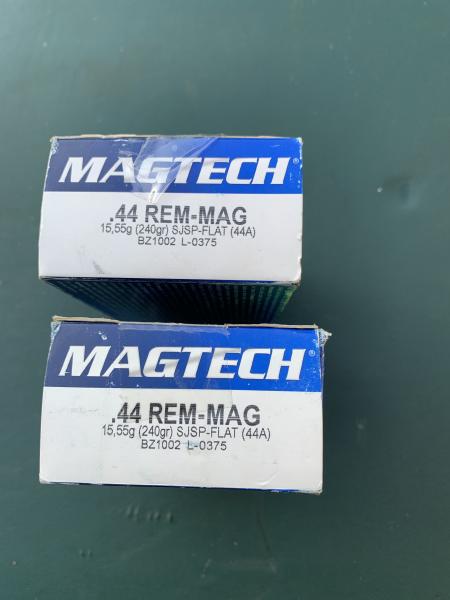 MAGTECH®
.44 REM-MAG
15,55g (240gr) SJSP-FLAT (44A)
BZ1002 L-0375
MAGTECH®
.44 REM-MAG
15,55g (240gr) SJSP-FLAT (44A)
BZ1002 L-0375